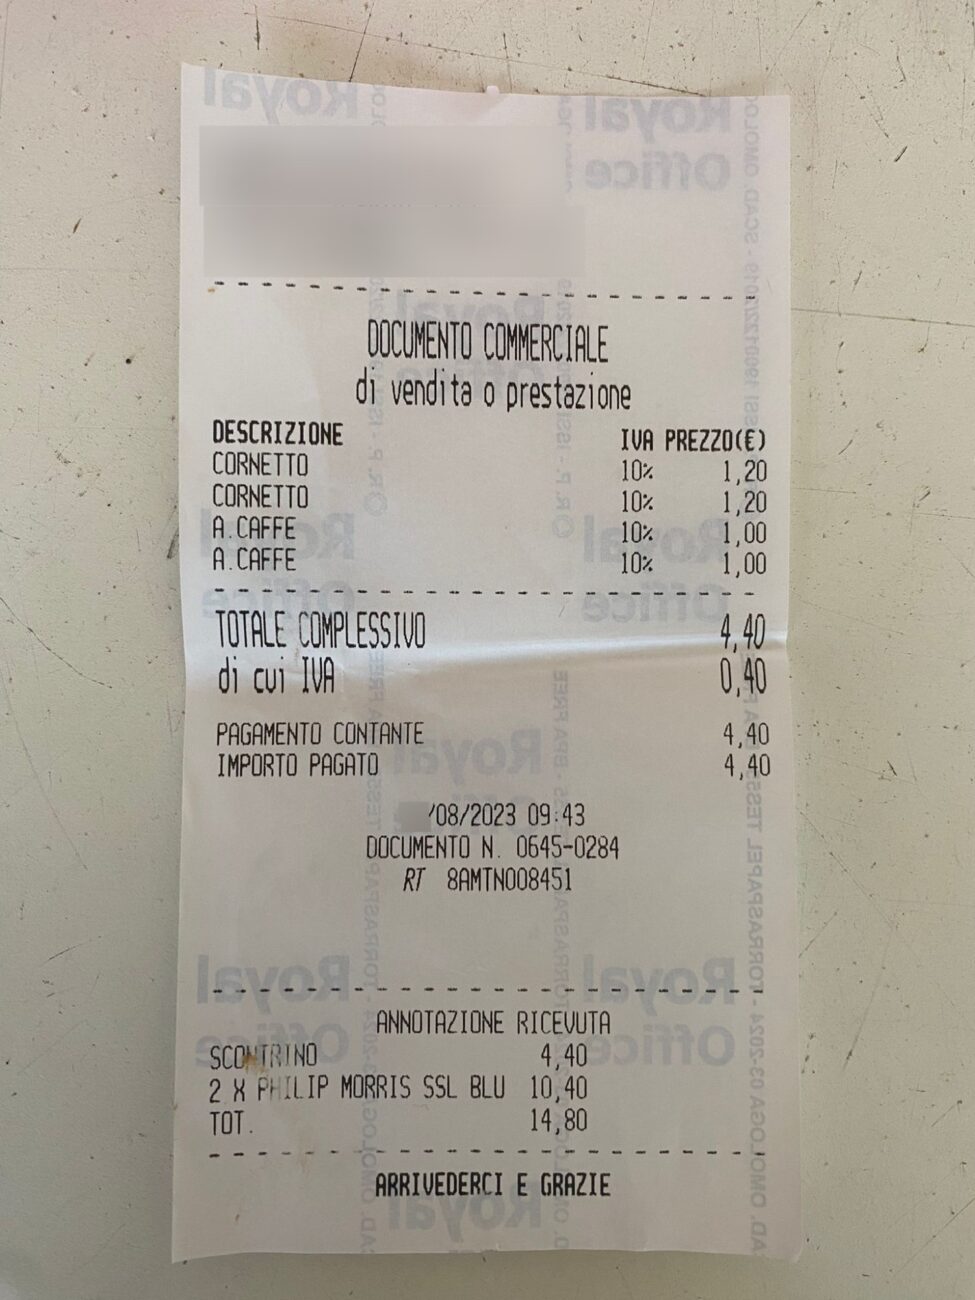 DOCUMENTO COMMERCIALE
di vendita o prestazione
DESCRIZIONE IVA PREZZO(€)
CORNETTO 10% 1,20
CORNETTO 10% 1,20
A.CAFFE 10% 1,00
A.CAFFE 10% 1,00
TOTALE COMPLESSIVO 4,40
di cui IVA 0,40
PAGAMENTO CONTANTE 4,40
IMPORTO PAGATO 4,40
/08/2023 09:43
DOCUMENTO N. 0645-0284
RT 8AMTN008451
ANNOTAZIONE RICEVUTA
SCONTRINO 4,40
2 X PHILIP MORRIS SSL BLU 10,40
TOT. 14,80
ARRIVEDERCI E GRAZIE
Royal
Office